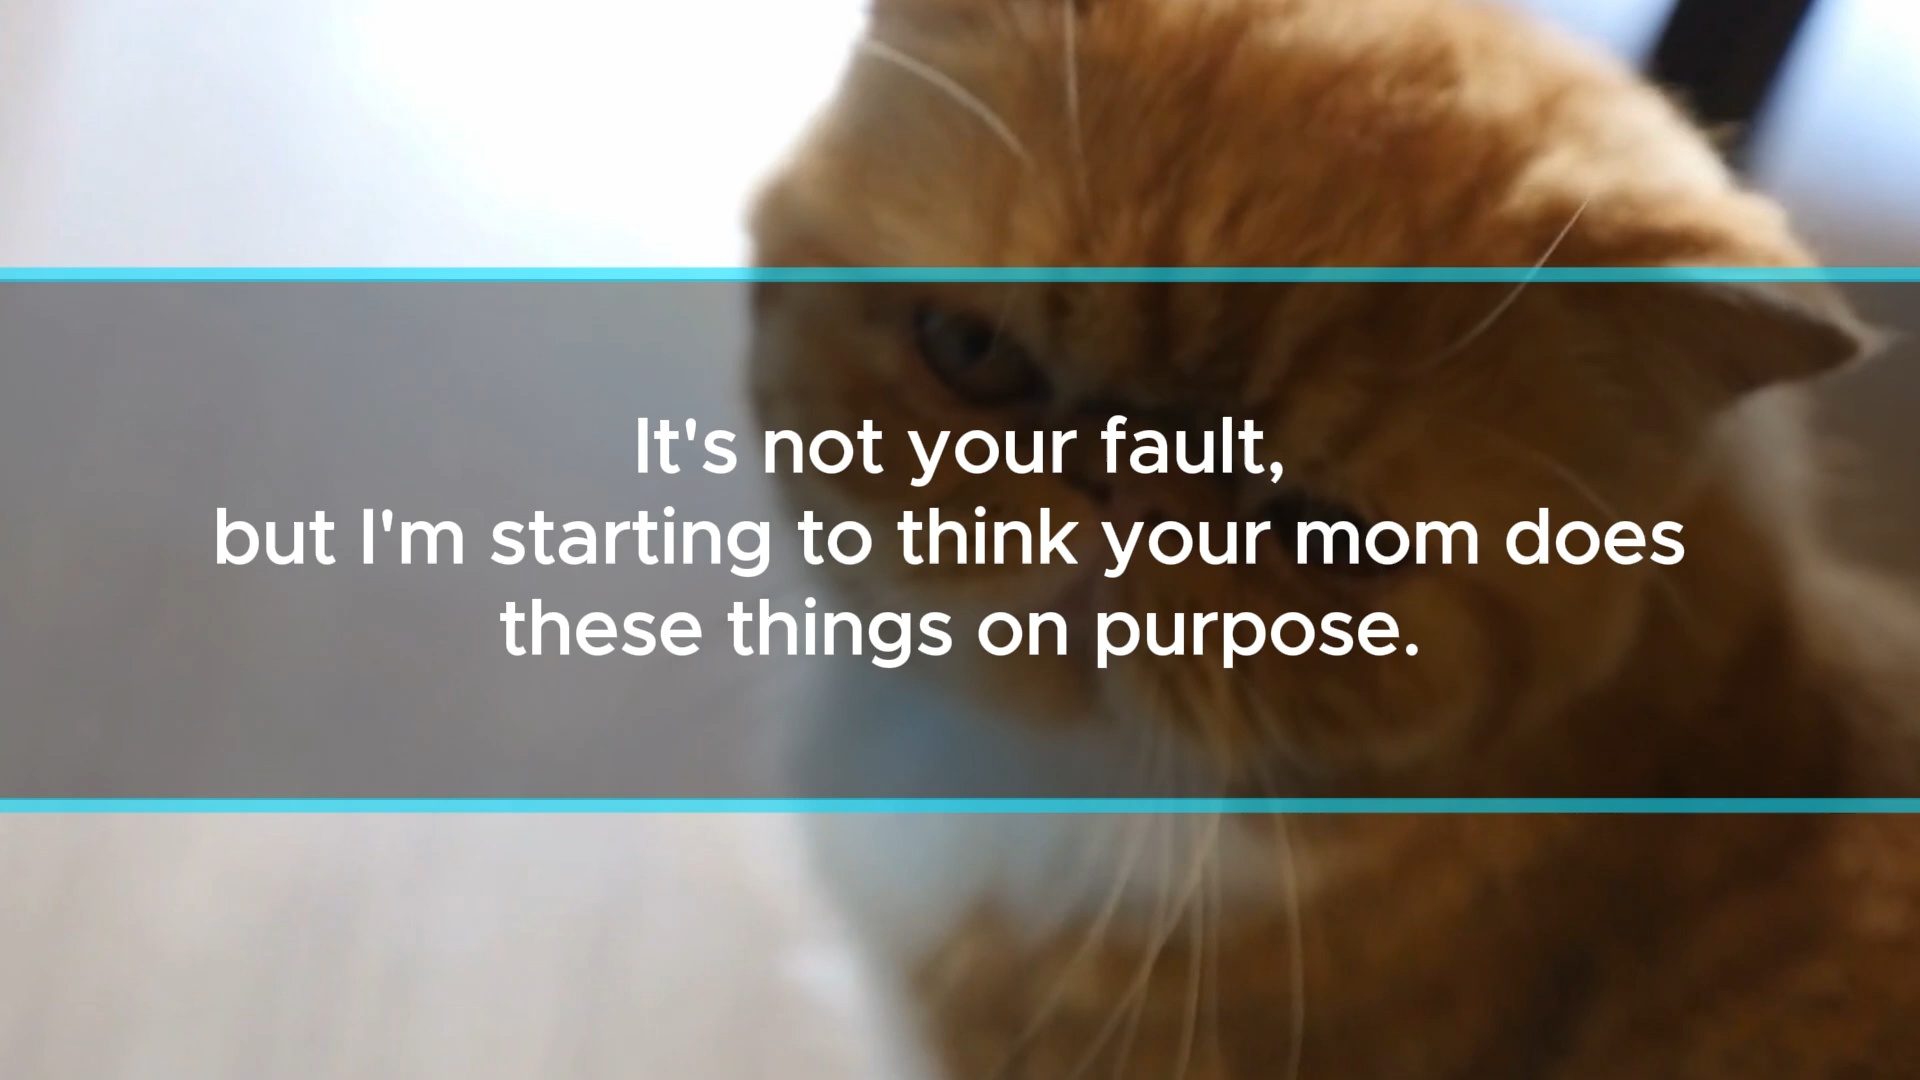 It's not your fault,
but I'm starting to think your mom does
these things on purpose.